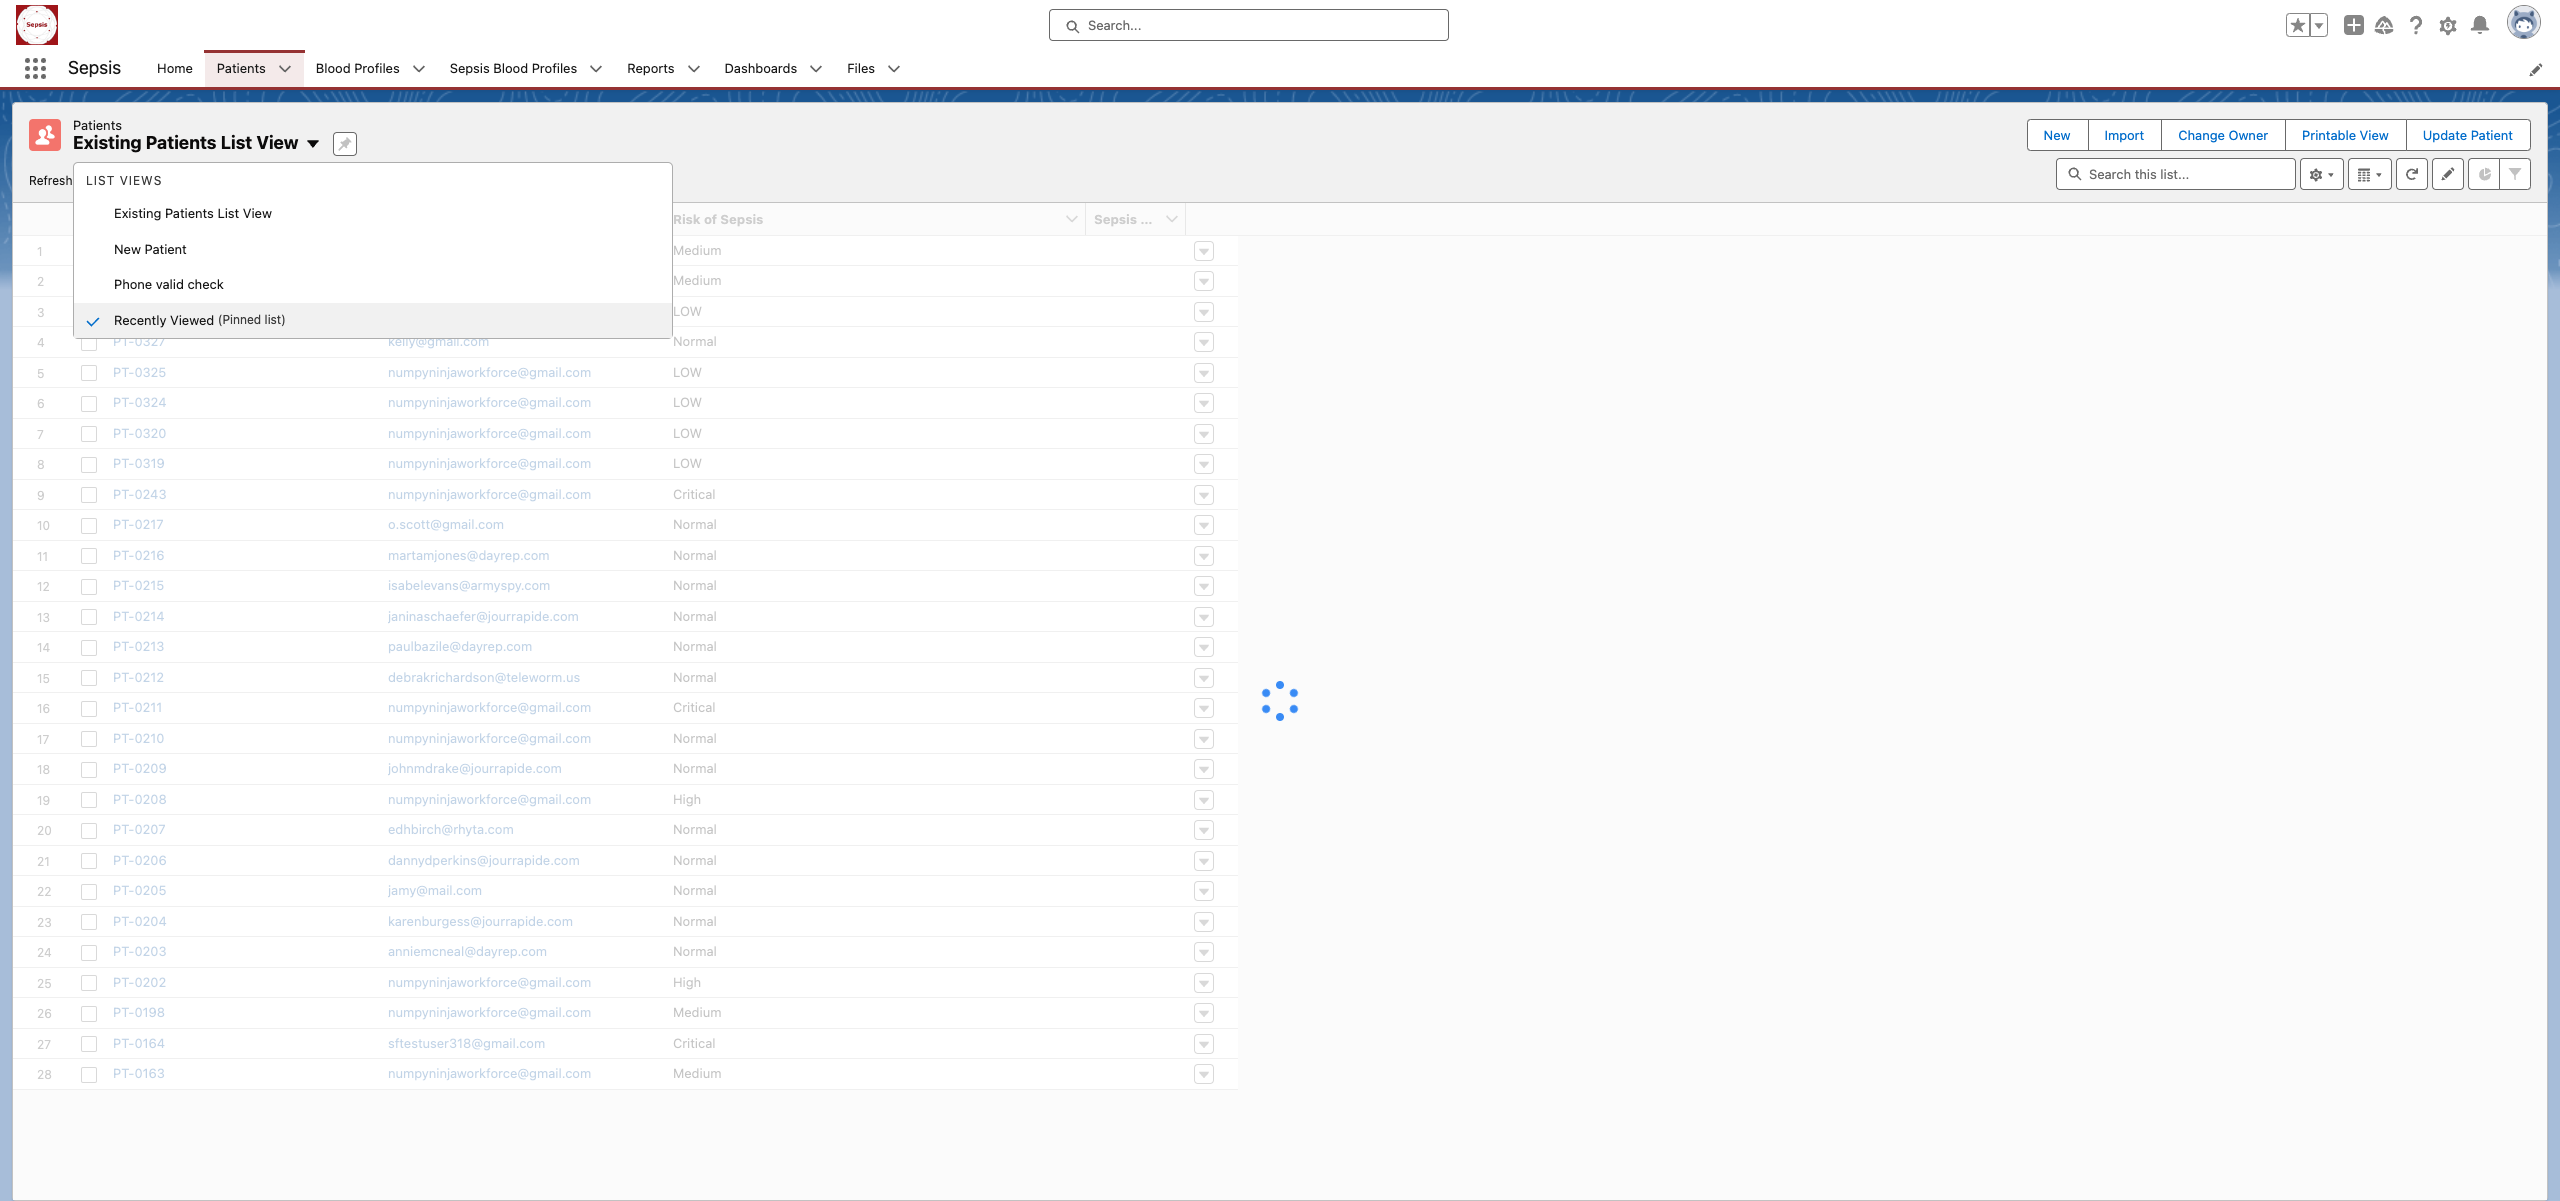 Sepsis
Search...
Sepsis
Home
Patients
Blood Profiles
Sepsis Blood Profiles
Reports
Dashboards
Files
Patients
Existing Patients List View
New
Import
Change Owner
Printable View
Update Patient
Refresh
Search this list...
LIST VIEWS
Existing Patients List View
New Patient
Phone valid check
Recently Viewed (Pinned list)
Risk of Sepsis
Sepsis ...
1 Medium
2 Medium
3 LOW
4 PT-0327 kelly@gmail.com Normal
5 PT-0325 numpyninjaworkforce@gmail.com LOW
6 PT-0324 numpyninjaworkforce@gmail.com LOW
7 PT-0320 numpyninjaworkforce@gmail.com LOW
8 PT-0319 numpyninjaworkforce@gmail.com LOW
9 PT-0243 numpyninjaworkforce@gmail.com Critical
10 PT-0217 o.scott@gmail.com Normal
11 PT-0216 martamjones@dayrep.com Normal
12 PT-0215 isabelevans@armyspy.com Normal
13 PT-0214 janinaschaefer@jourrapide.com Normal
14 PT-0213 paulbazile@dayrep.com Normal
15 PT-0212 debrakrichardson@teleworm.us Normal
16 PT-0211 numpyninjaworkforce@gmail.com Critical
17 PT-0210 numpyninjaworkforce@gmail.com Normal
18 PT-0209 johnmdrake@jourrapide.com Normal
19 PT-0208 numpyninjaworkforce@gmail.com High
20 PT-0207 edhbirch@rhyta.com Normal
21 PT-0206 dannydperkins@jourrapide.com Normal
22 PT-0205 jamy@mail.com Normal
23 PT-0204 karenburgess@jourrapide.com Normal
24 PT-0203 anniemcneal@dayrep.com Normal
25 PT-0202 numpyninjaworkforce@gmail.com High
26 PT-0198 numpyninjaworkforce@gmail.com Medium
27 PT-0164 sftestuser318@gmail.com Critical
28 PT-0163 numpyninjaworkforce@gmail.com Medium